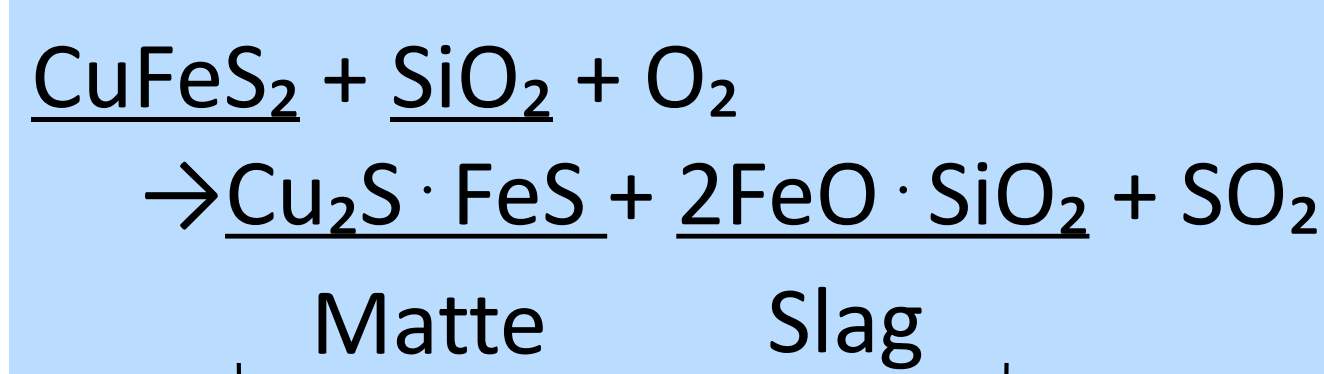 CuFeS₂ + SiO₂ + O₂
→Cu₂S · FeS + 2FeO · SiO₂ + SO₂
Matte Slag